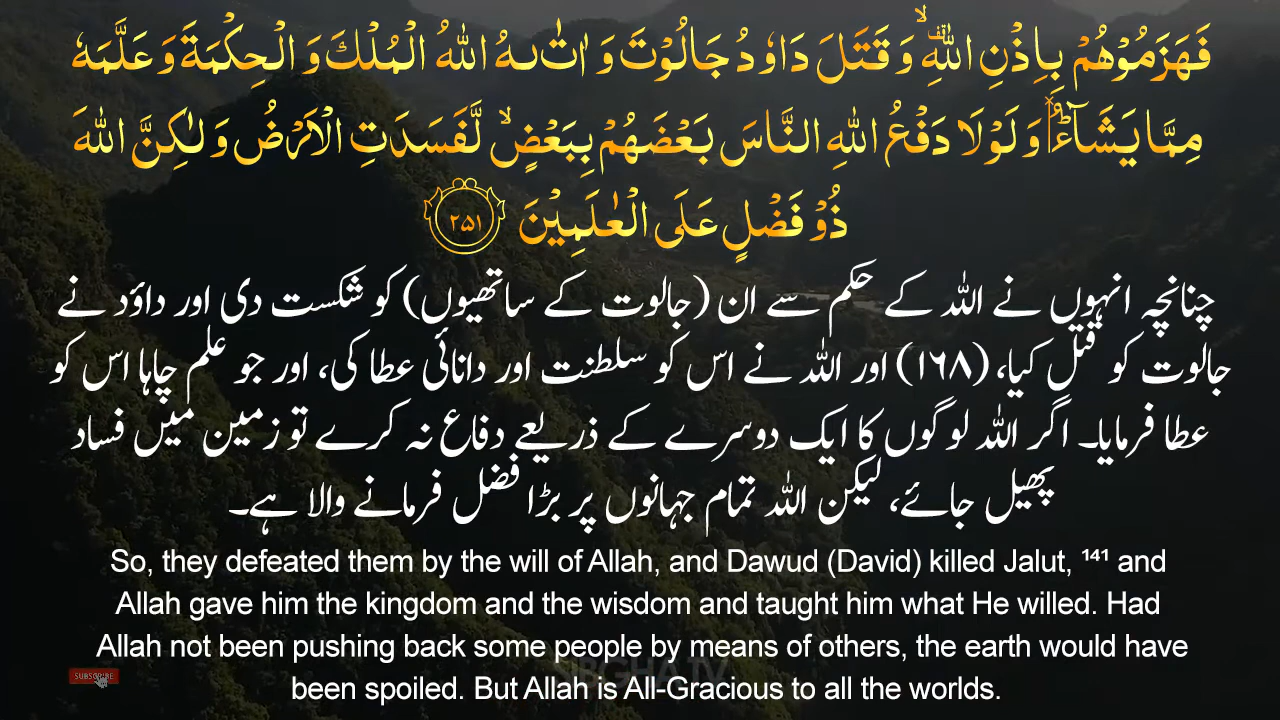 فَهَزَمُوْهُمْ بِاِذْنِ اللّٰهِ ۙ۫ وَ قَتَلَ دَاوٗدُ جَالُوْتَ وَ اٰتٰىهُ اللّٰهُ الْمُلْكَ وَ الْحِكْمَةَ وَ عَلَّمَهٗ
مِمَّا یَشَآءُ ؕ وَ لَوْ لَا دَفْعُ اللّٰهِ النَّاسَ بَعْضَهُمْ بِبَعْضٍ ۙ لَّفَسَدَتِ الْاَرْضُ وَ لٰكِنَّ اللّٰهَ
ذُوْ فَضْلٍ عَلَى الْعٰلَمِیْنَ ۲۵۱
چنانچہ انہوں نے اللہ کے حکم سے ان (جالوت کے ساتھیوں) کو شکست دی اور داؤد نے
جالوت کو قتل کیا، (١٦٨) اور اللہ نے اس کو سلطنت اور دانائی عطا کی، اور جو علم چاہا اس کو
عطا فرمایا۔ اگر اللہ لوگوں کا ایک دوسرے کے ذریعے دفاع نہ کرے تو زمین میں فساد
پھیل جائے، لیکن اللہ تمام جہانوں پر بڑا فضل فرمانے والا ہے۔
So, they defeated them by the will of Allah, and Dawud (David) killed Jalut, ¹⁴¹ and
Allah gave him the kingdom and the wisdom and taught him what He willed. Had
Allah not been pushing back some people by means of others, the earth would have
been spoiled. But Allah is All-Gracious to all the worlds.
SUBSCRIBE